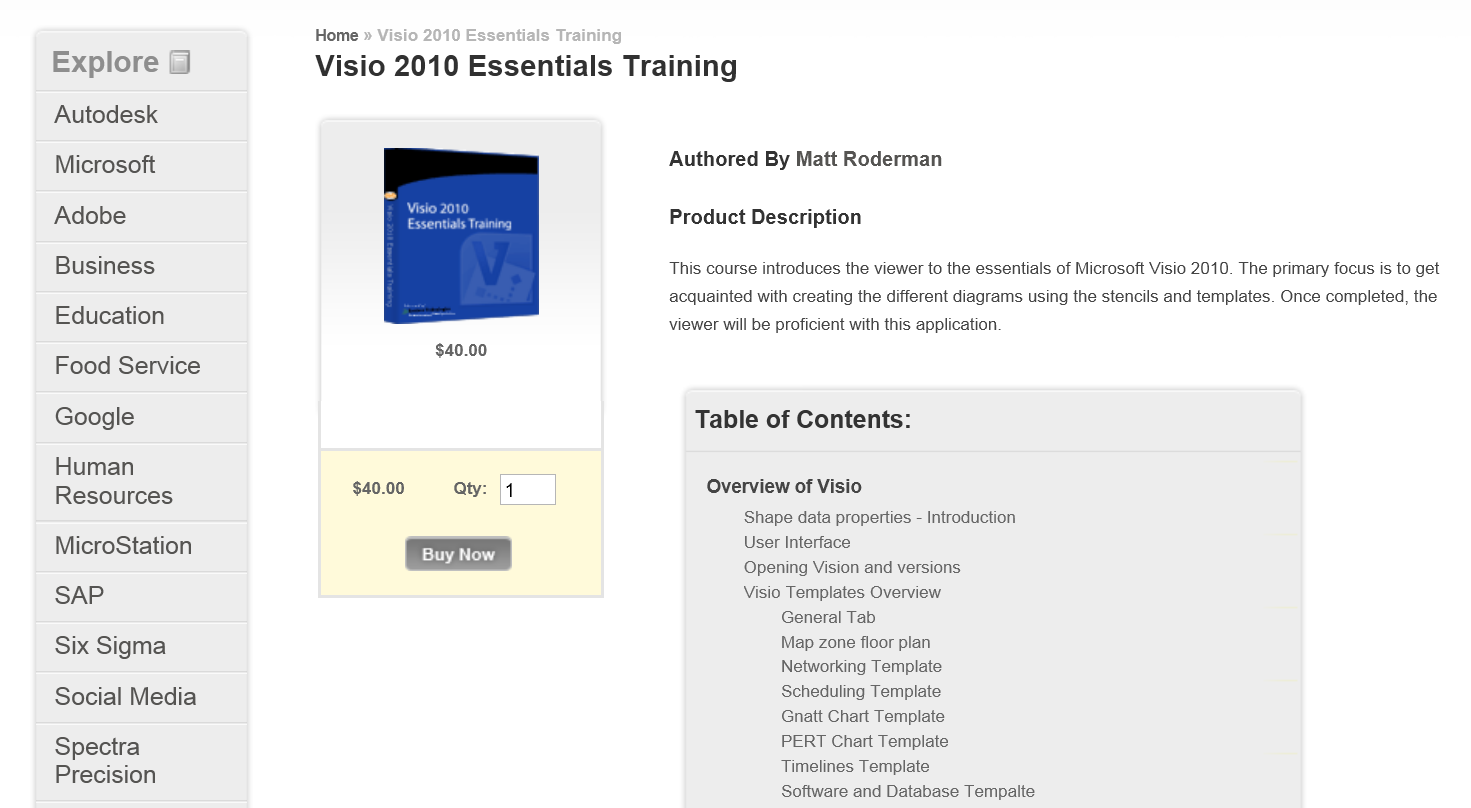 Home » Visio 2010 Essentials Training
Visio 2010 Essentials Training
Explore
Autodesk
Microsoft
Adobe
Business
Education
Food Service
Google
Human
Resources
MicroStation
SAP
Six Sigma
Social Media
Spectra
Precision
Visio 2010
Essentials Training
Visio 2010 Essentials Training
$40.00
$40.00 Qty: 1
Buy Now
Authored By Matt Roderman
Product Description
This course introduces the viewer to the essentials of Microsoft Visio 2010. The primary focus is to get
acquainted with creating the different diagrams using the stencils and templates. Once completed, the
viewer will be proficient with this application.
Table of Contents:
Overview of Visio
Shape data properties - Introduction
User Interface
Opening Vision and versions
Visio Templates Overview
General Tab
Map zone floor plan
Networking Template
Scheduling Template
Gnatt Chart Template
PERT Chart Template
Timelines Template
Software and Database Tempalte